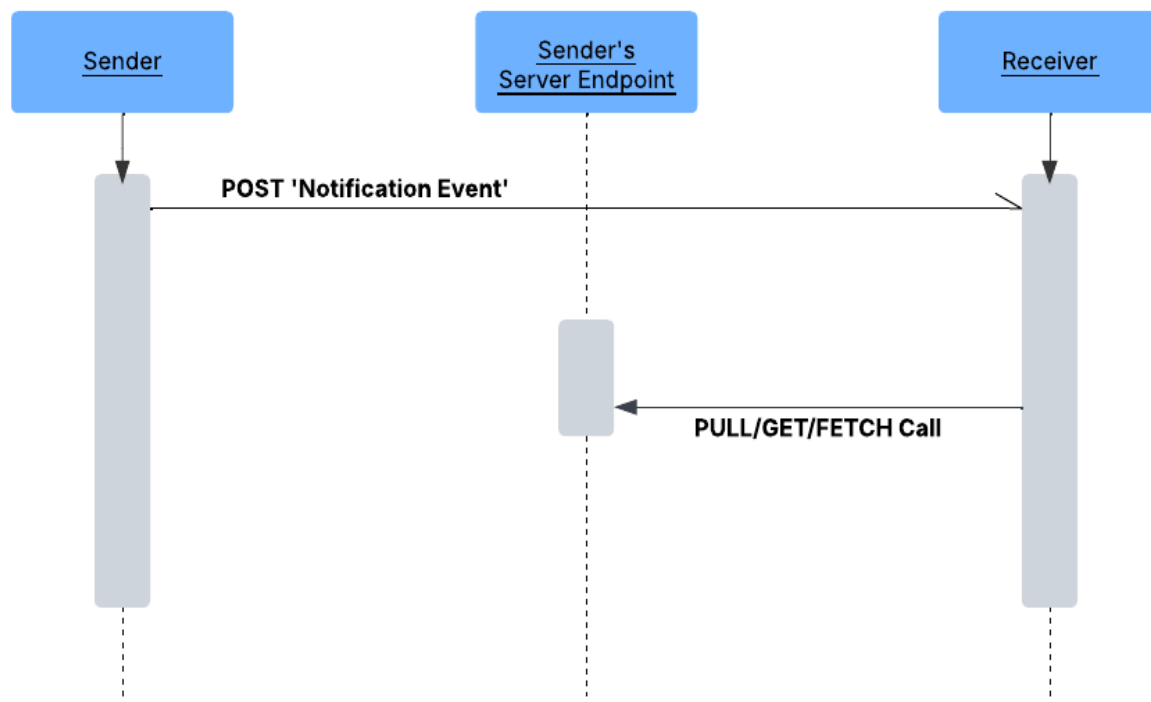 Sender
Sender's
Server Endpoint
Receiver
POST 'Notification Event'
PULL/GET/FETCH Call